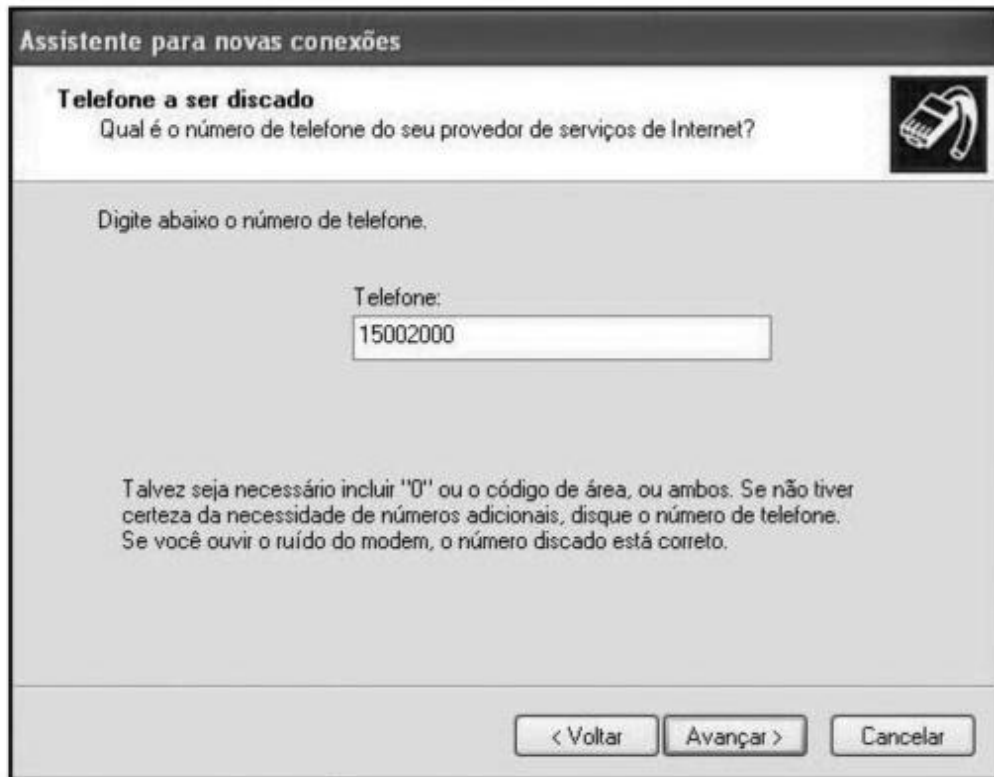 Assistente para novas conexões
Telefone a ser discado
Qual é o número de telefone do seu provedor de serviços de Internet?
Digite abaixo o número de telefone.
Telefone:
15002000
Talvez seja necessário incluir "0" ou o código de área, ou ambos. Se não tiver
certeza da necessidade de números adicionais, disque o número de telefone.
Se você ouvir o ruído do modem, o número discado está correto.
< Voltar
Avançar >
Cancelar